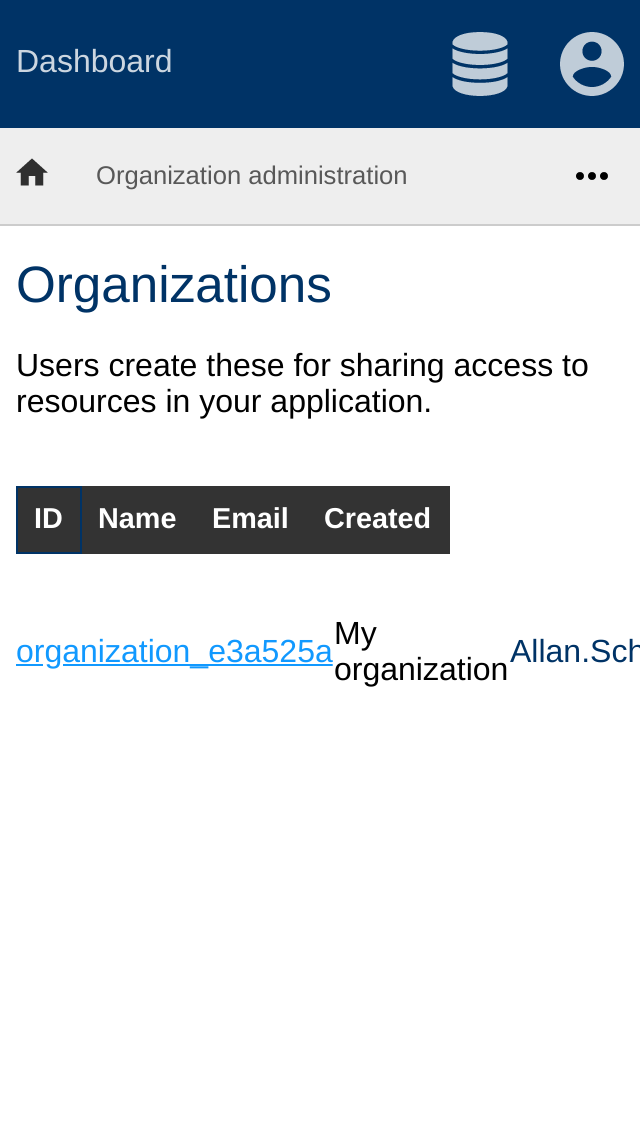 Dashboard
Organization administration
Organizations
Users create these for sharing access to
resources in your application.
ID Name Email Created
organization_e3a525a My organization Allan.Sch